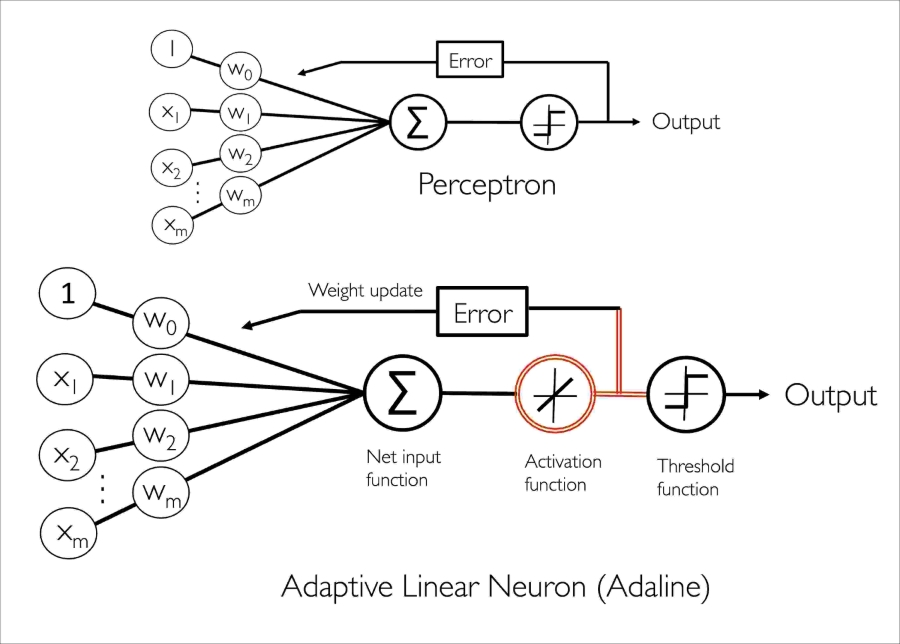 1
w0
Error
x1
w1
Σ
Output
x2
w2
Perceptron
xm
wm
1
w0
Weight update
Error
x1
w1
Σ
Output
x2
w2
Net input
function
Activation
function
Threshold
function
xm
wm
Adaptive Linear Neuron (Adaline)